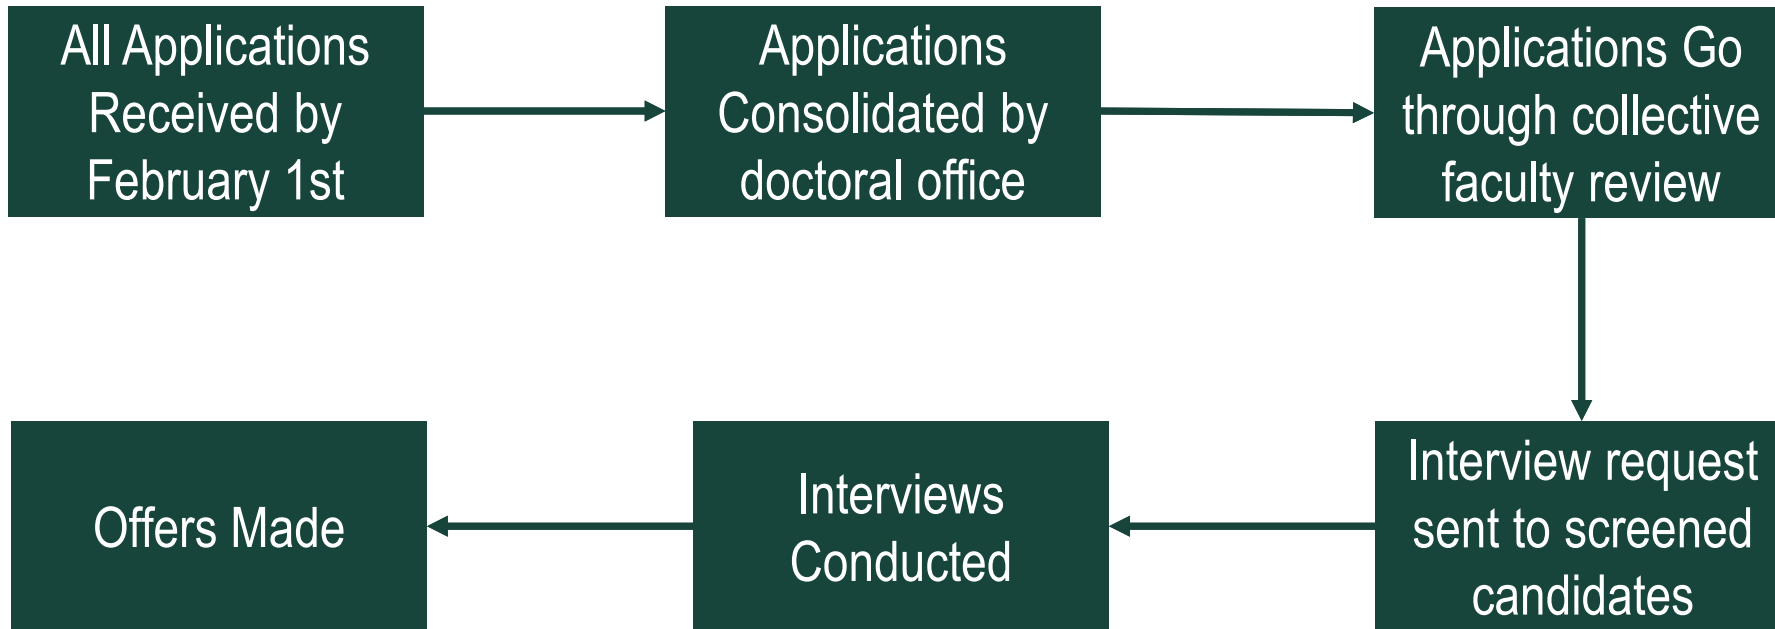 All Applications
Received by
February 1st
Applications
Consolidated by
doctoral office
Applications Go
through collective
faculty review
Interview request
sent to screened
candidates
Interviews
Conducted
Offers Made